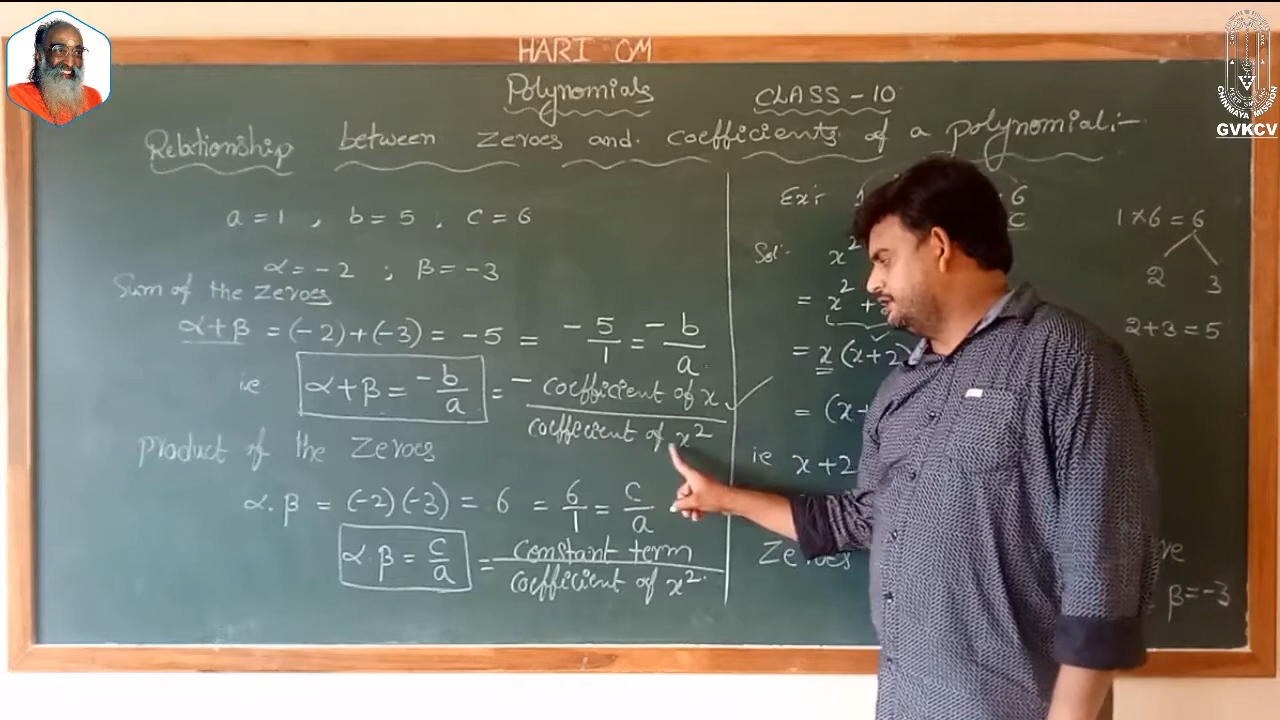 HARI OM
Polynomials
CLASS - 10
Relationship between Zeroes and coefficients of a polynomial:-
a = 1 , b = 5 , c = 6
α = -2 ; β = -3
Sum of the Zeroes
α+β = (-2)+(-3) = -5 = -5/1 = -b/a
ie α+β = -b/a = - coefficient of x / coefficient of x²
product of the Zeroes
α.β = (-2)(-3) = 6 = 6/1 = c/a
α.β = c/a = constant term / coefficient of x²
Ex:
6
c
Sol:
x²
= x² +
= x(x+2)
= (x+
ie x+2
Zeroes
β = -3
1×6 = 6
2 3
2+3 = 5
CHINMAYA MISSION
GVKCV